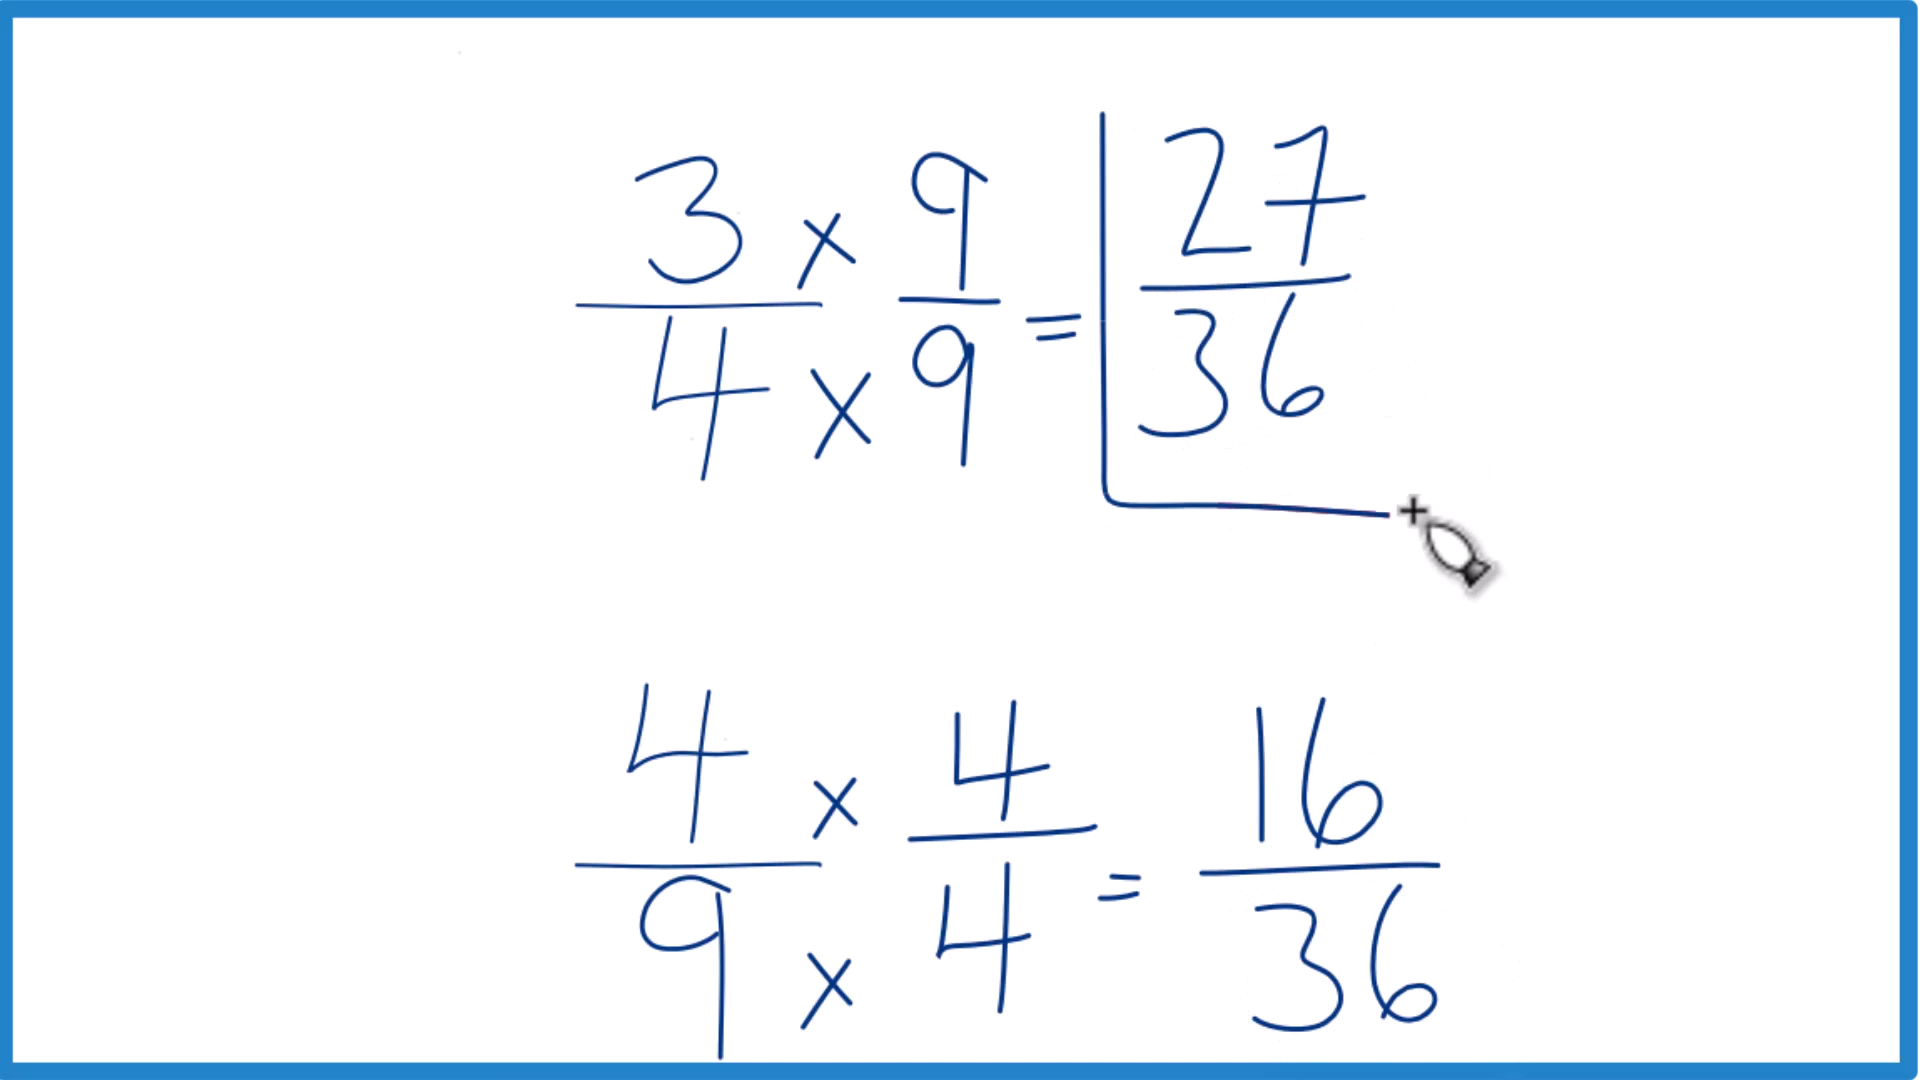 3/4 × 9/9 = 27/36
4/9 × 4/4 = 16/36